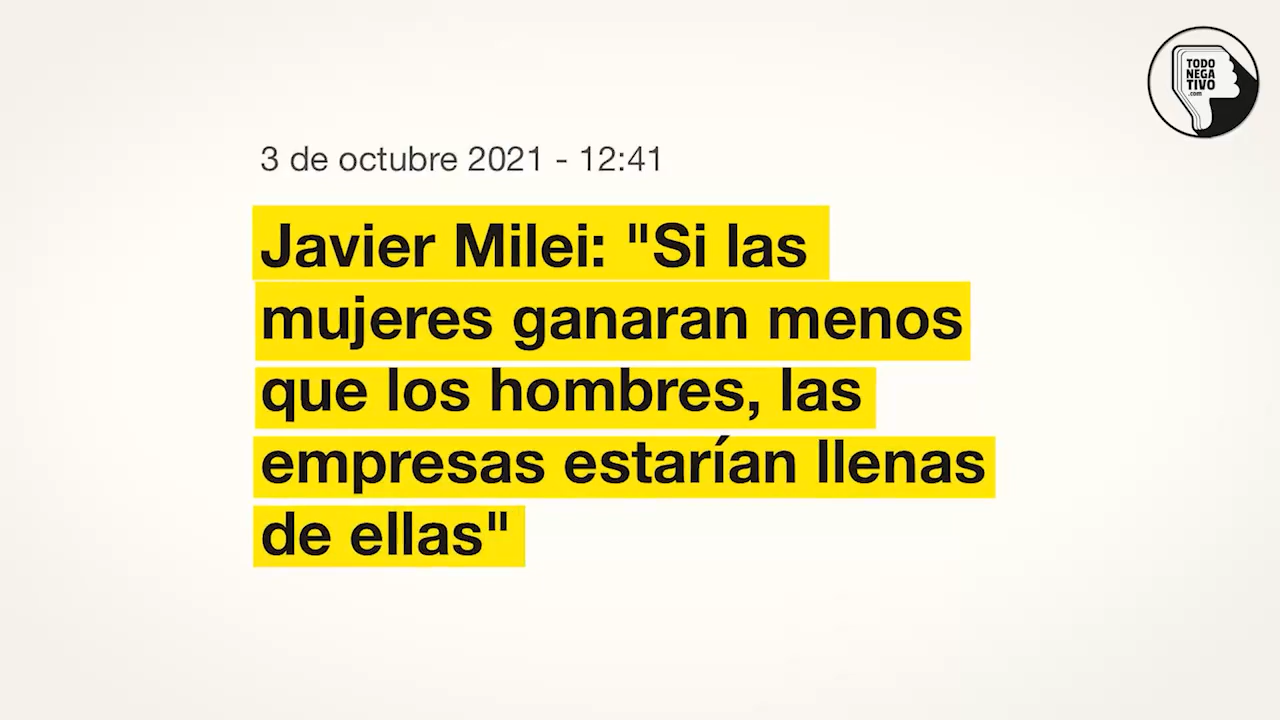 TODO
NEGA
TIVO
.com
3 de octubre 2021 - 12:41
Javier Milei: "Si las
mujeres ganaran menos
que los hombres, las
empresas estarían llenas
de ellas"